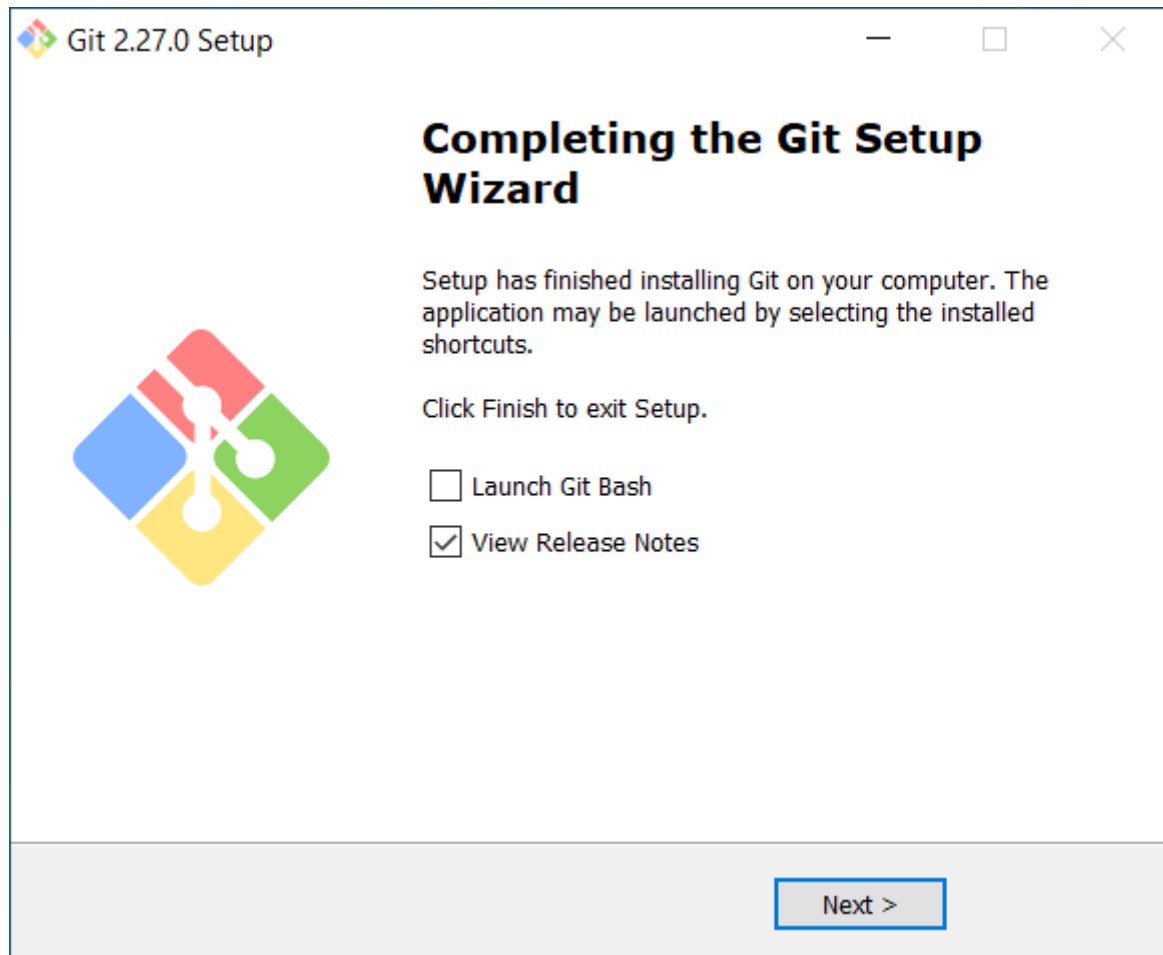 Git 2.27.0 Setup
Completing the Git Setup
Wizard
Setup has finished installing Git on your computer. The
application may be launched by selecting the installed
shortcuts.
Click Finish to exit Setup.
Launch Git Bash
View Release Notes
Next >